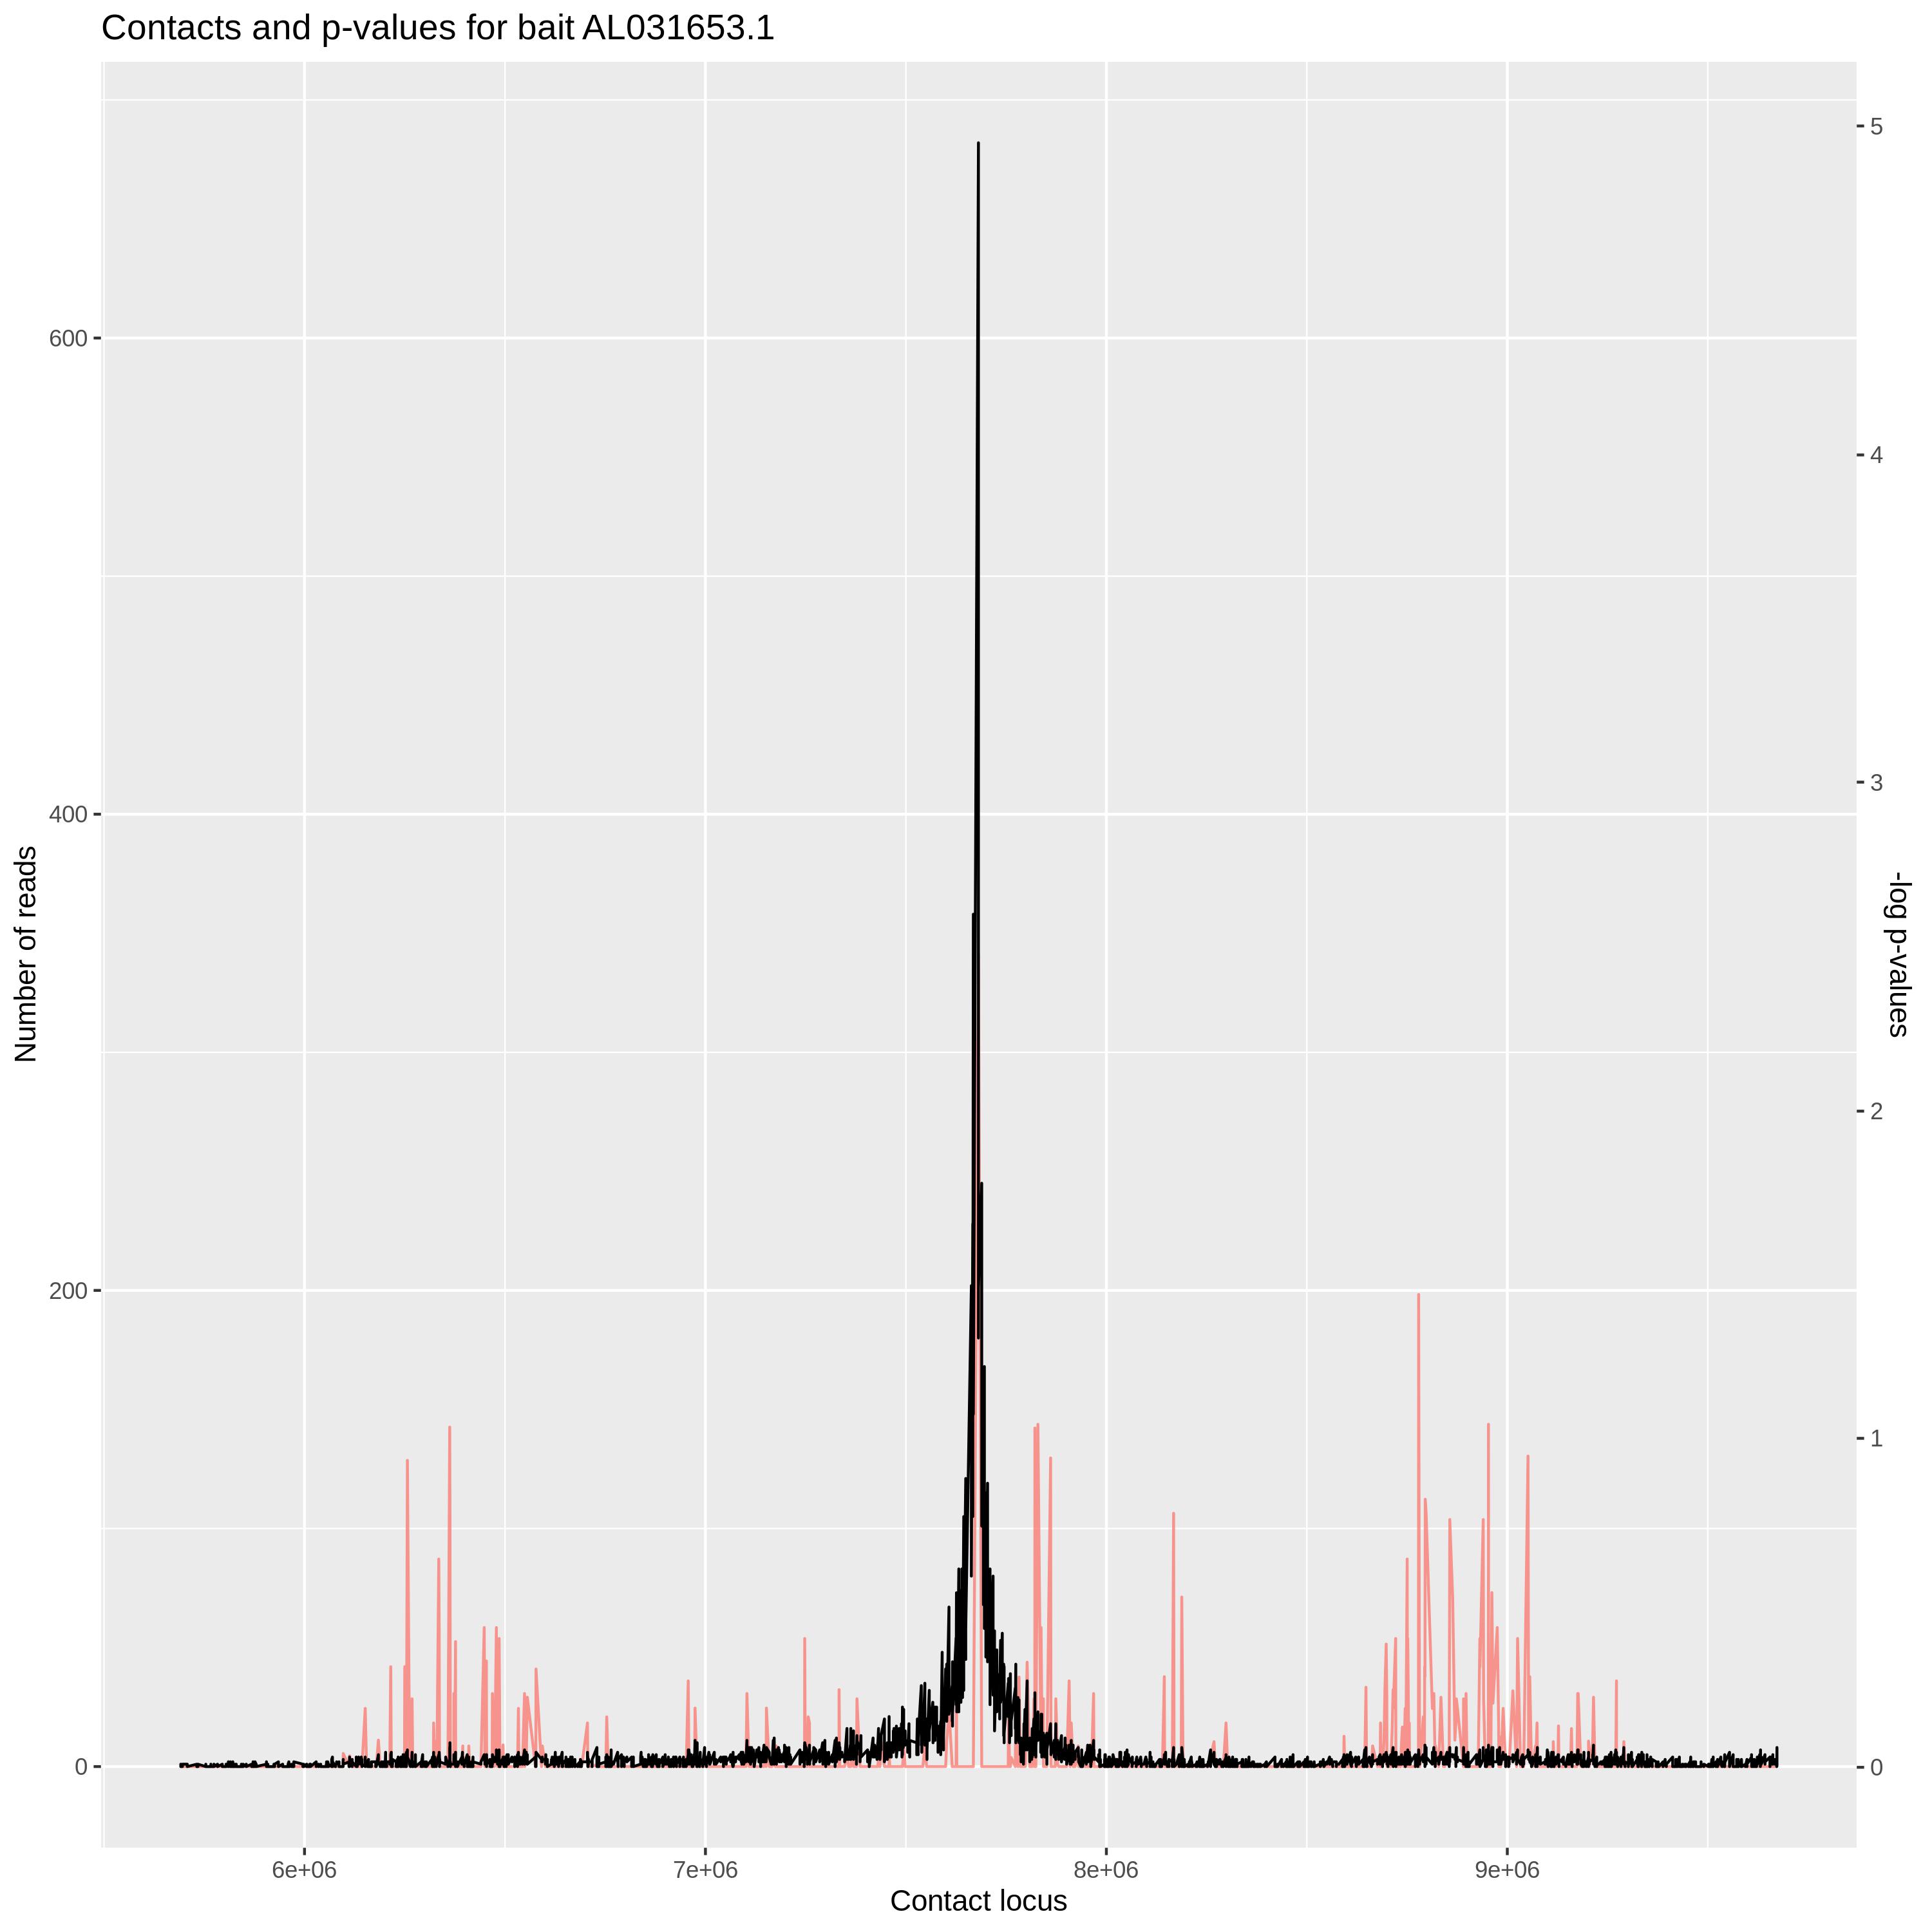 Contacts and p-values for bait AL031653.1
Number of reads
600
400
200
0
5
4
3
2
1
0
-log p-values
6e+06
7e+06
8e+06
9e+06
Contact locus